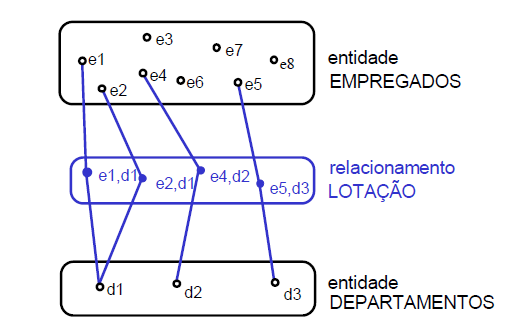 e3
e7
e1
e4
e8
e6
e2
e5
entidade
EMPREGADOS
e1,d1
e2,d1
e4,d2
e5,d3
relacionamento
LOTAÇÃO
d1
d2
d3
entidade
DEPARTAMENTOS